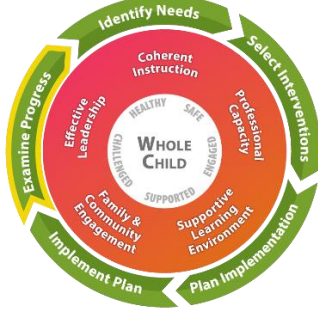 Identify Needs
Select Interventions
Plan Implementation
Implement Plan
Examine Progress
Coherent
Instruction
Professional
Capacity
Supportive
Learning
Environment
Family &
Community
Engagement
Effective
Leadership
HEALTHY
SAFE
ENGAGED
SUPPORTED
CHALLENGED
WHOLE
CHILD